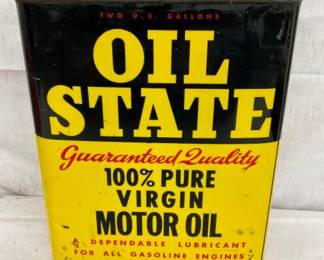 TWO U.S. GALLONS
OIL
STATE
Guaranteed Quality
100% PURE
VIRGIN
MOTOR OIL
A DEPENDABLE LUBRICANT
FOR ALL GASOLINE ENGINES